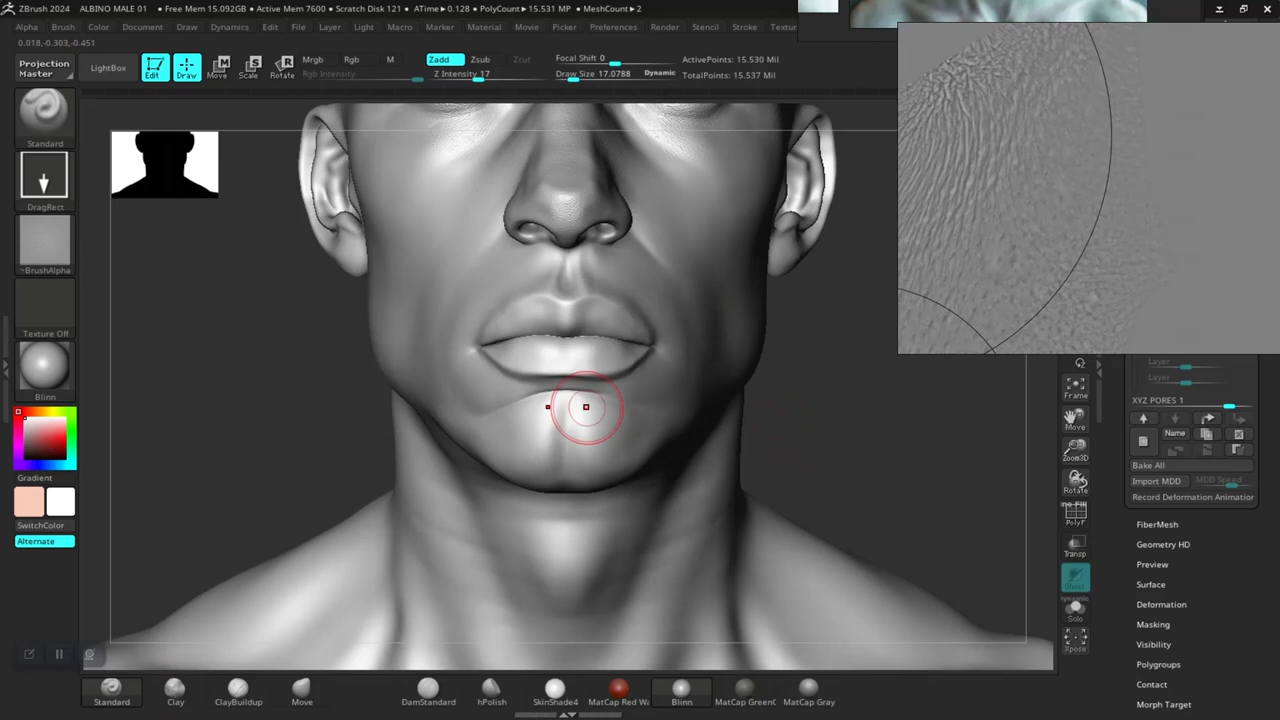 ZBrush 2024 ALBINO MALE 01 • Free Mem 15.092GB • Active Mem 7600 • Scratch Disk 121 • ATime▶0.128 • PolyCount▶15.531 MP • MeshCount▶2
Alpha Brush Color Document Draw Dynamics Edit File Layer Light Macro Marker Material Movie Picker Preferences Render Stencil Stroke Textur
0.018,-0.303,-0.451
Projection Master
LightBox
Edit Draw Move Scale Rotate
Mrgb Rgb M
Rgb Intensity
Zadd Zsub Zcut
Z Intensity 17
Focal Shift 0
Draw Size 17.0788 Dynamic
ActivePoints: 15.530 Mil
TotalPoints: 15.537 Mil
Standard
DragRect
~BrushAlpha
Texture Off
Blinn
Gradient
SwitchColor
Alternate
Frame
Move
Zoom3D
Rotate
PolyF
Transp
Ghost
Dynamic
Solo
Xpose
Layer
Layer
XYZ PORES 1
Name
Bake All
Import MDD MDD Speed
Record Deformation Animation
FiberMesh
Geometry HD
Preview
Surface
Deformation
Masking
Visibility
Polygroups
Contact
Morph Target
Standard Clay ClayBuildup Move DamStandard hPolish SkinShade4 MatCap Red Wa Blinn MatCap GreenC MatCap Gray